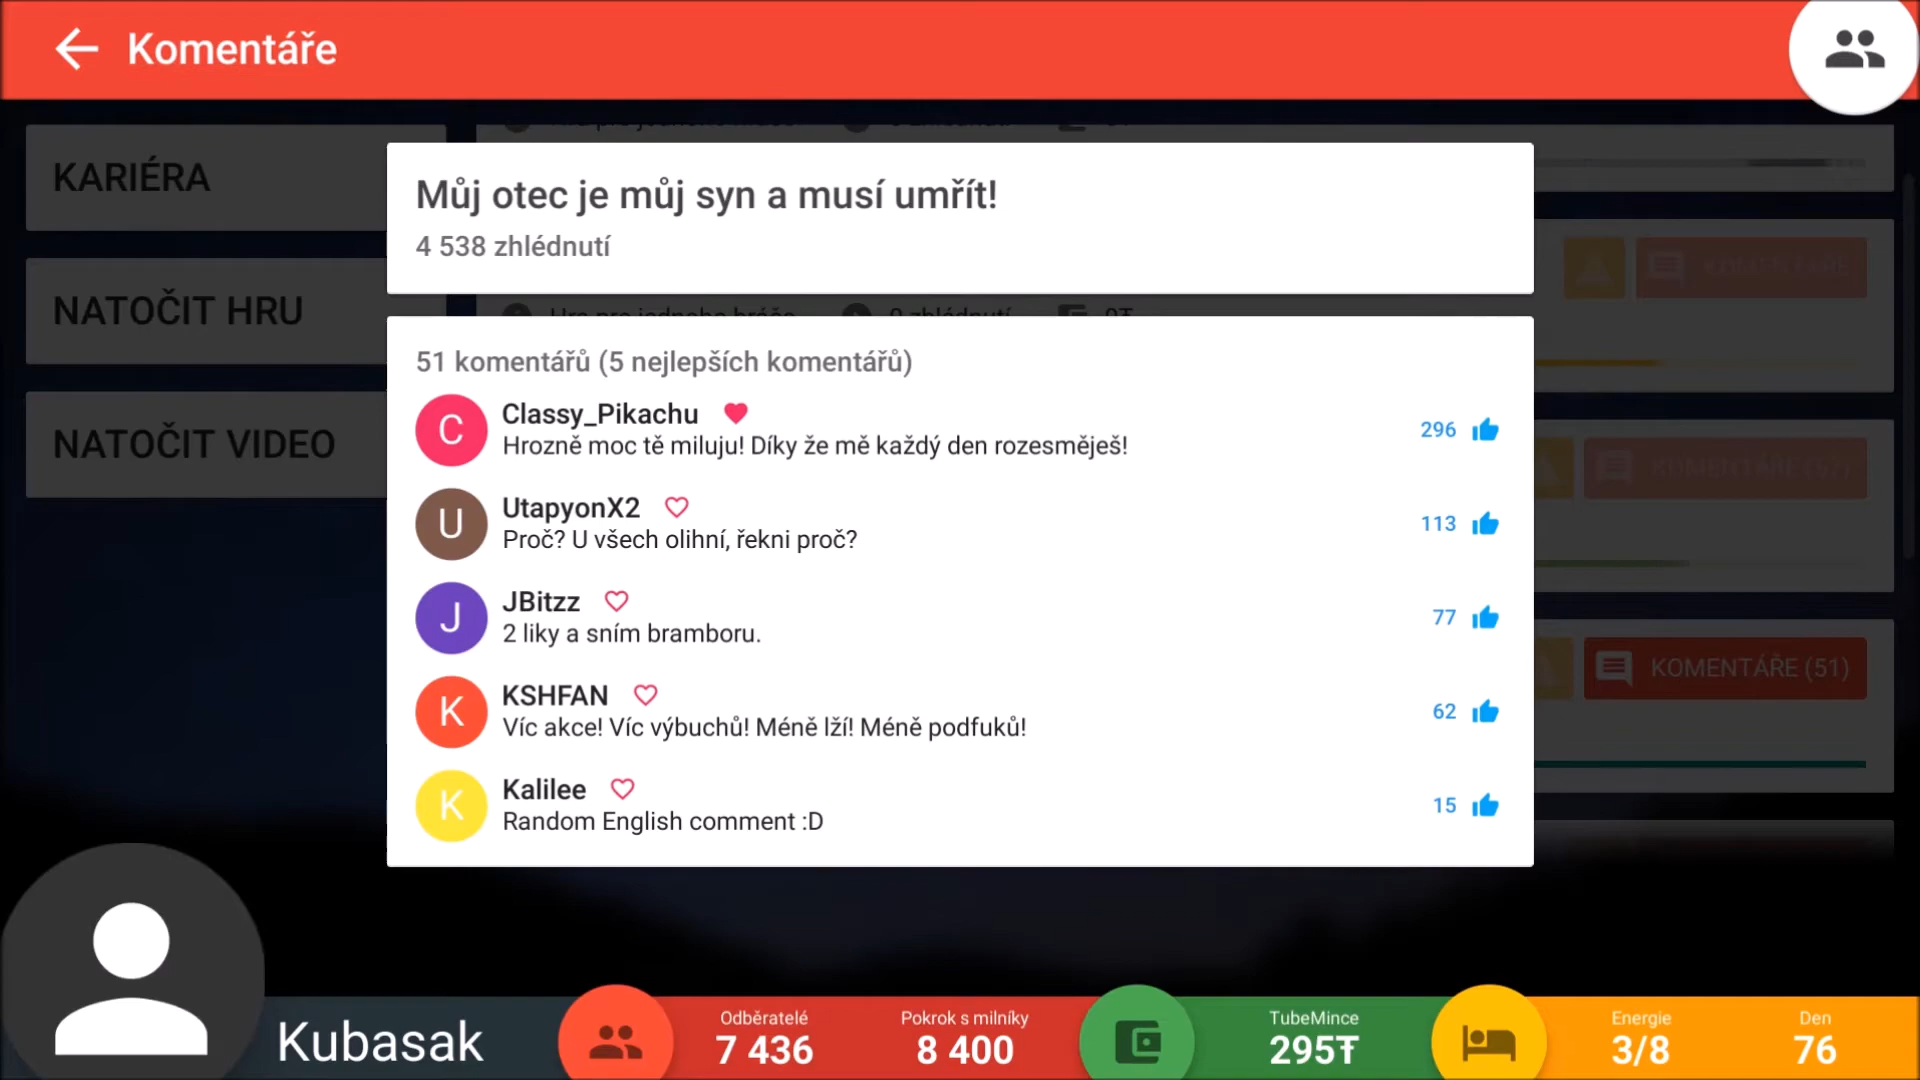 Komentáře
KARIÉRA
NATOČIT HRU
NATOČIT VIDEO
Můj otec je můj syn a musí umřít!
4 538 zhlédnutí
51 komentářů (5 nejlepších komentářů)
C
Classy_Pikachu
Hrozně moc tě miluju! Díky že mě každý den rozesměješ!
296
U
UtapyonX2
Proč? U všech olihní, řekni proč?
113
J
JBitzz
2 liky a sním bramboru.
77
K
KSHFAN
Víc akce! Víc výbuchů! Méně lží! Méně podfuků!
62
K
Kalilee
Random English comment :D
15
KOMENTÁŘE (51)
Kubasak
Odběratelé
7 436
Pokrok s milníky
8 400
TubeMince
295Ŧ
Energie
3/8
Den
76